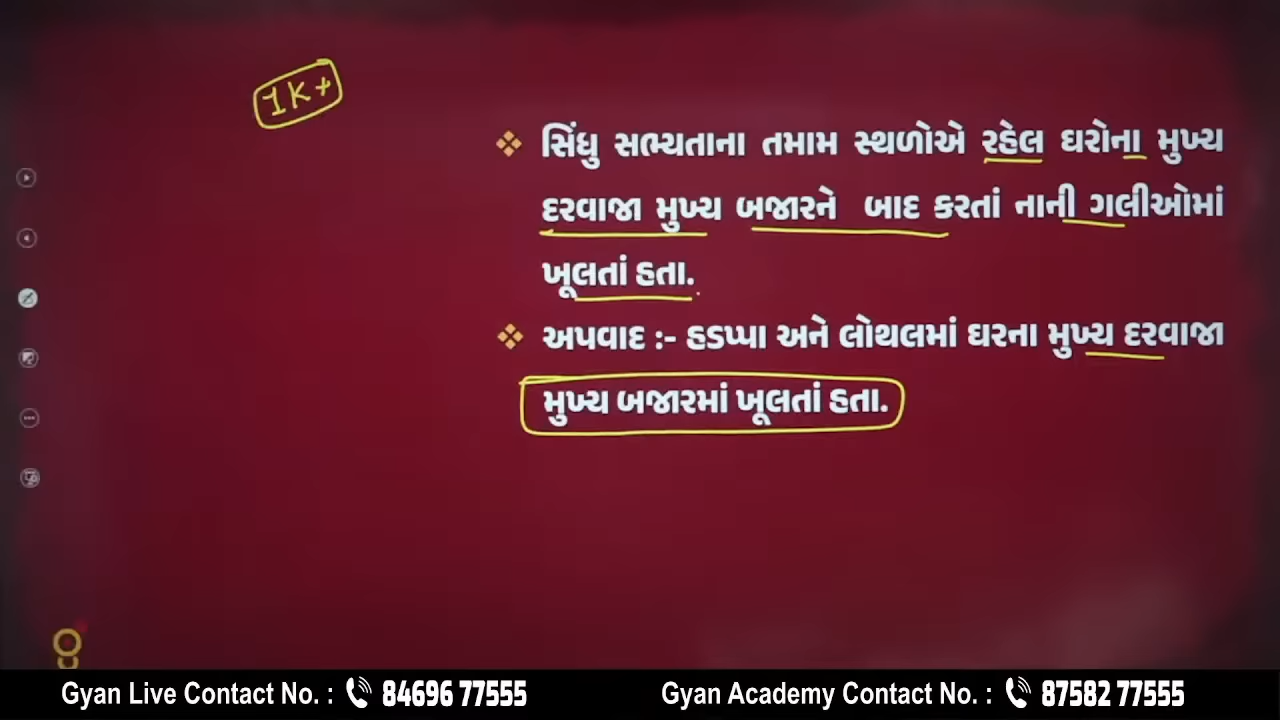 1K+
સિંધુ સભ્યતાના તમામ સ્થળોએ રહેલ ઘરોના મુખ્ય
દરવાજા મુખ્ય બજારને બાદ કરતાં નાની ગલીઓમાં
ખૂલતાં હતા.
અપવાદ :- હડપ્પા અને લોથલમાં ઘરના મુખ્ય દરવાજા
મુખ્ય બજારમાં ખૂલતાં હતા.
Gyan Live Contact No. : 84696 77555
Gyan Academy Contact No. : 87582 77555